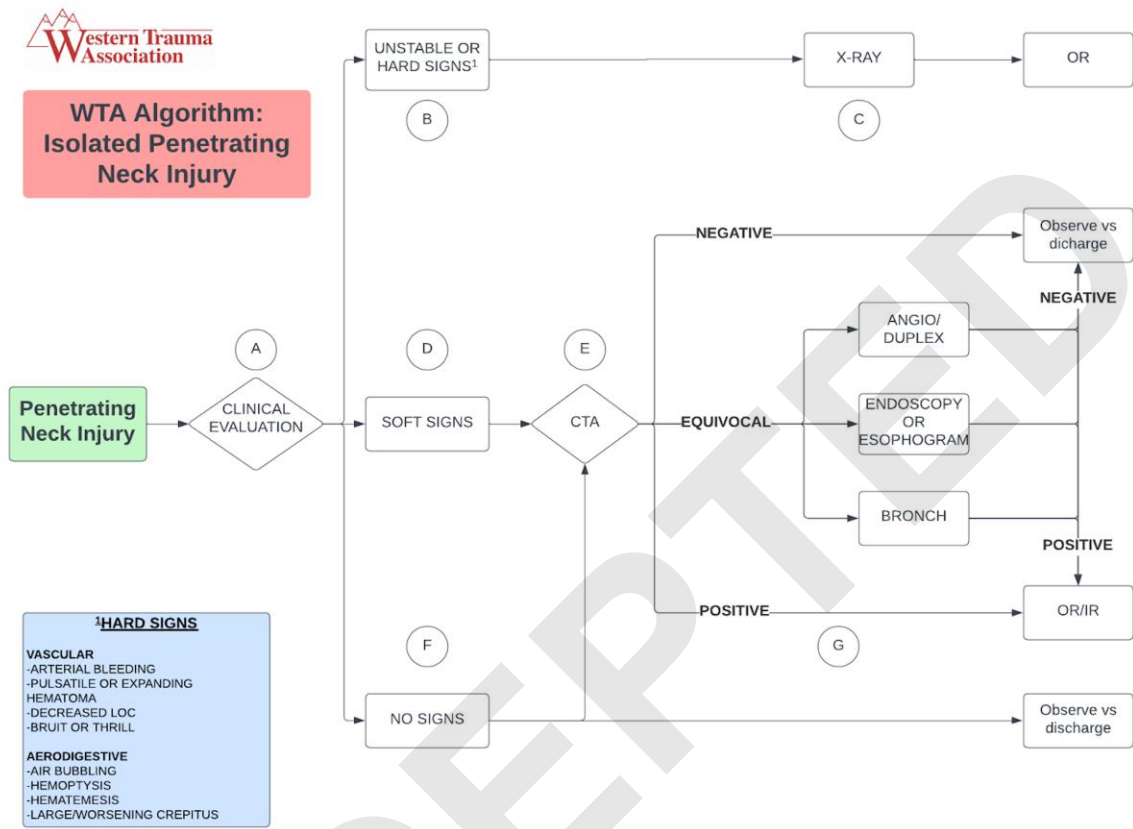 Western Trauma
Association
WTA Algorithm:
Isolated Penetrating
Neck Injury
UNSTABLE OR
HARD SIGNS¹
B
X-RAY
C
OR
A
Penetrating
Neck Injury
CLINICAL
EVALUATION
D
SOFT SIGNS
E
CTA
NEGATIVE
Observe vs
dicharge
NEGATIVE
EQUIVOCAL
ANGIO/
DUPLEX
ENDOSCOPY
OR
ESOPHOGRAM
BRONCH
POSITIVE
POSITIVE
OR/IR
G
F
NO SIGNS
Observe vs
discharge
¹HARD SIGNS
VASCULAR
-ARTERIAL BLEEDING
-PULSATILE OR EXPANDING
HEMATOMA
-DECREASED LOC
-BRUIT OR THRILL
AERODIGESTIVE
-AIR BUBBLING
-HEMOPTYSIS
-HEMATEMESIS
-LARGE/WORSENING CREPITUS
EPTED